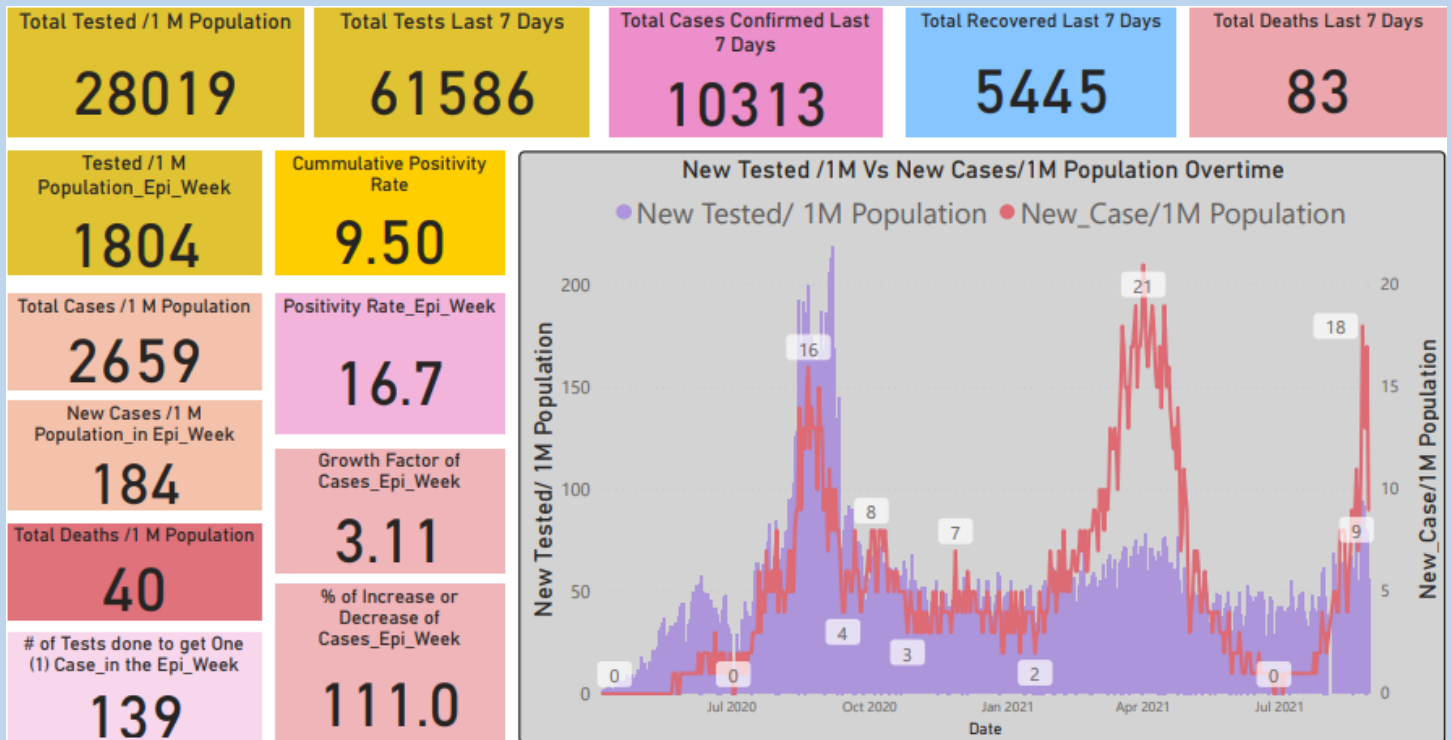 Total Tested /1 M Population
28019
Total Tests Last 7 Days
61586
Total Cases Confirmed Last
7 Days
10313
Total Recovered Last 7 Days
5445
Total Deaths Last 7 Days
83
Tested /1 M
Population_Epi_Week
1804
Cummulative Positivity
Rate
9.50
Total Cases /1 M Population
2659
Positivity Rate_Epi_Week
16.7
New Cases /1 M
Population_in Epi_Week
184
Growth Factor of
Cases_Epi_Week
3.11
Total Deaths /1 M Population
40
% of Increase or
Decrease of
Cases_Epi_Week
111.0
# of Tests done to get One
(1) Case_in the Epi_Week
139
New Tested /1M Vs New Cases/1M Population Overtime
New Tested/ 1M Population
New_Case/1M Population
New Tested/ 1M Population
200
150
100
50
0
0
0
16
4
8
3
7
2
21
0
18
9
20
15
10
5
0
New_Case/1M Population
Jul 2020
Oct 2020
Jan 2021
Apr 2021
Jul 2021
Date